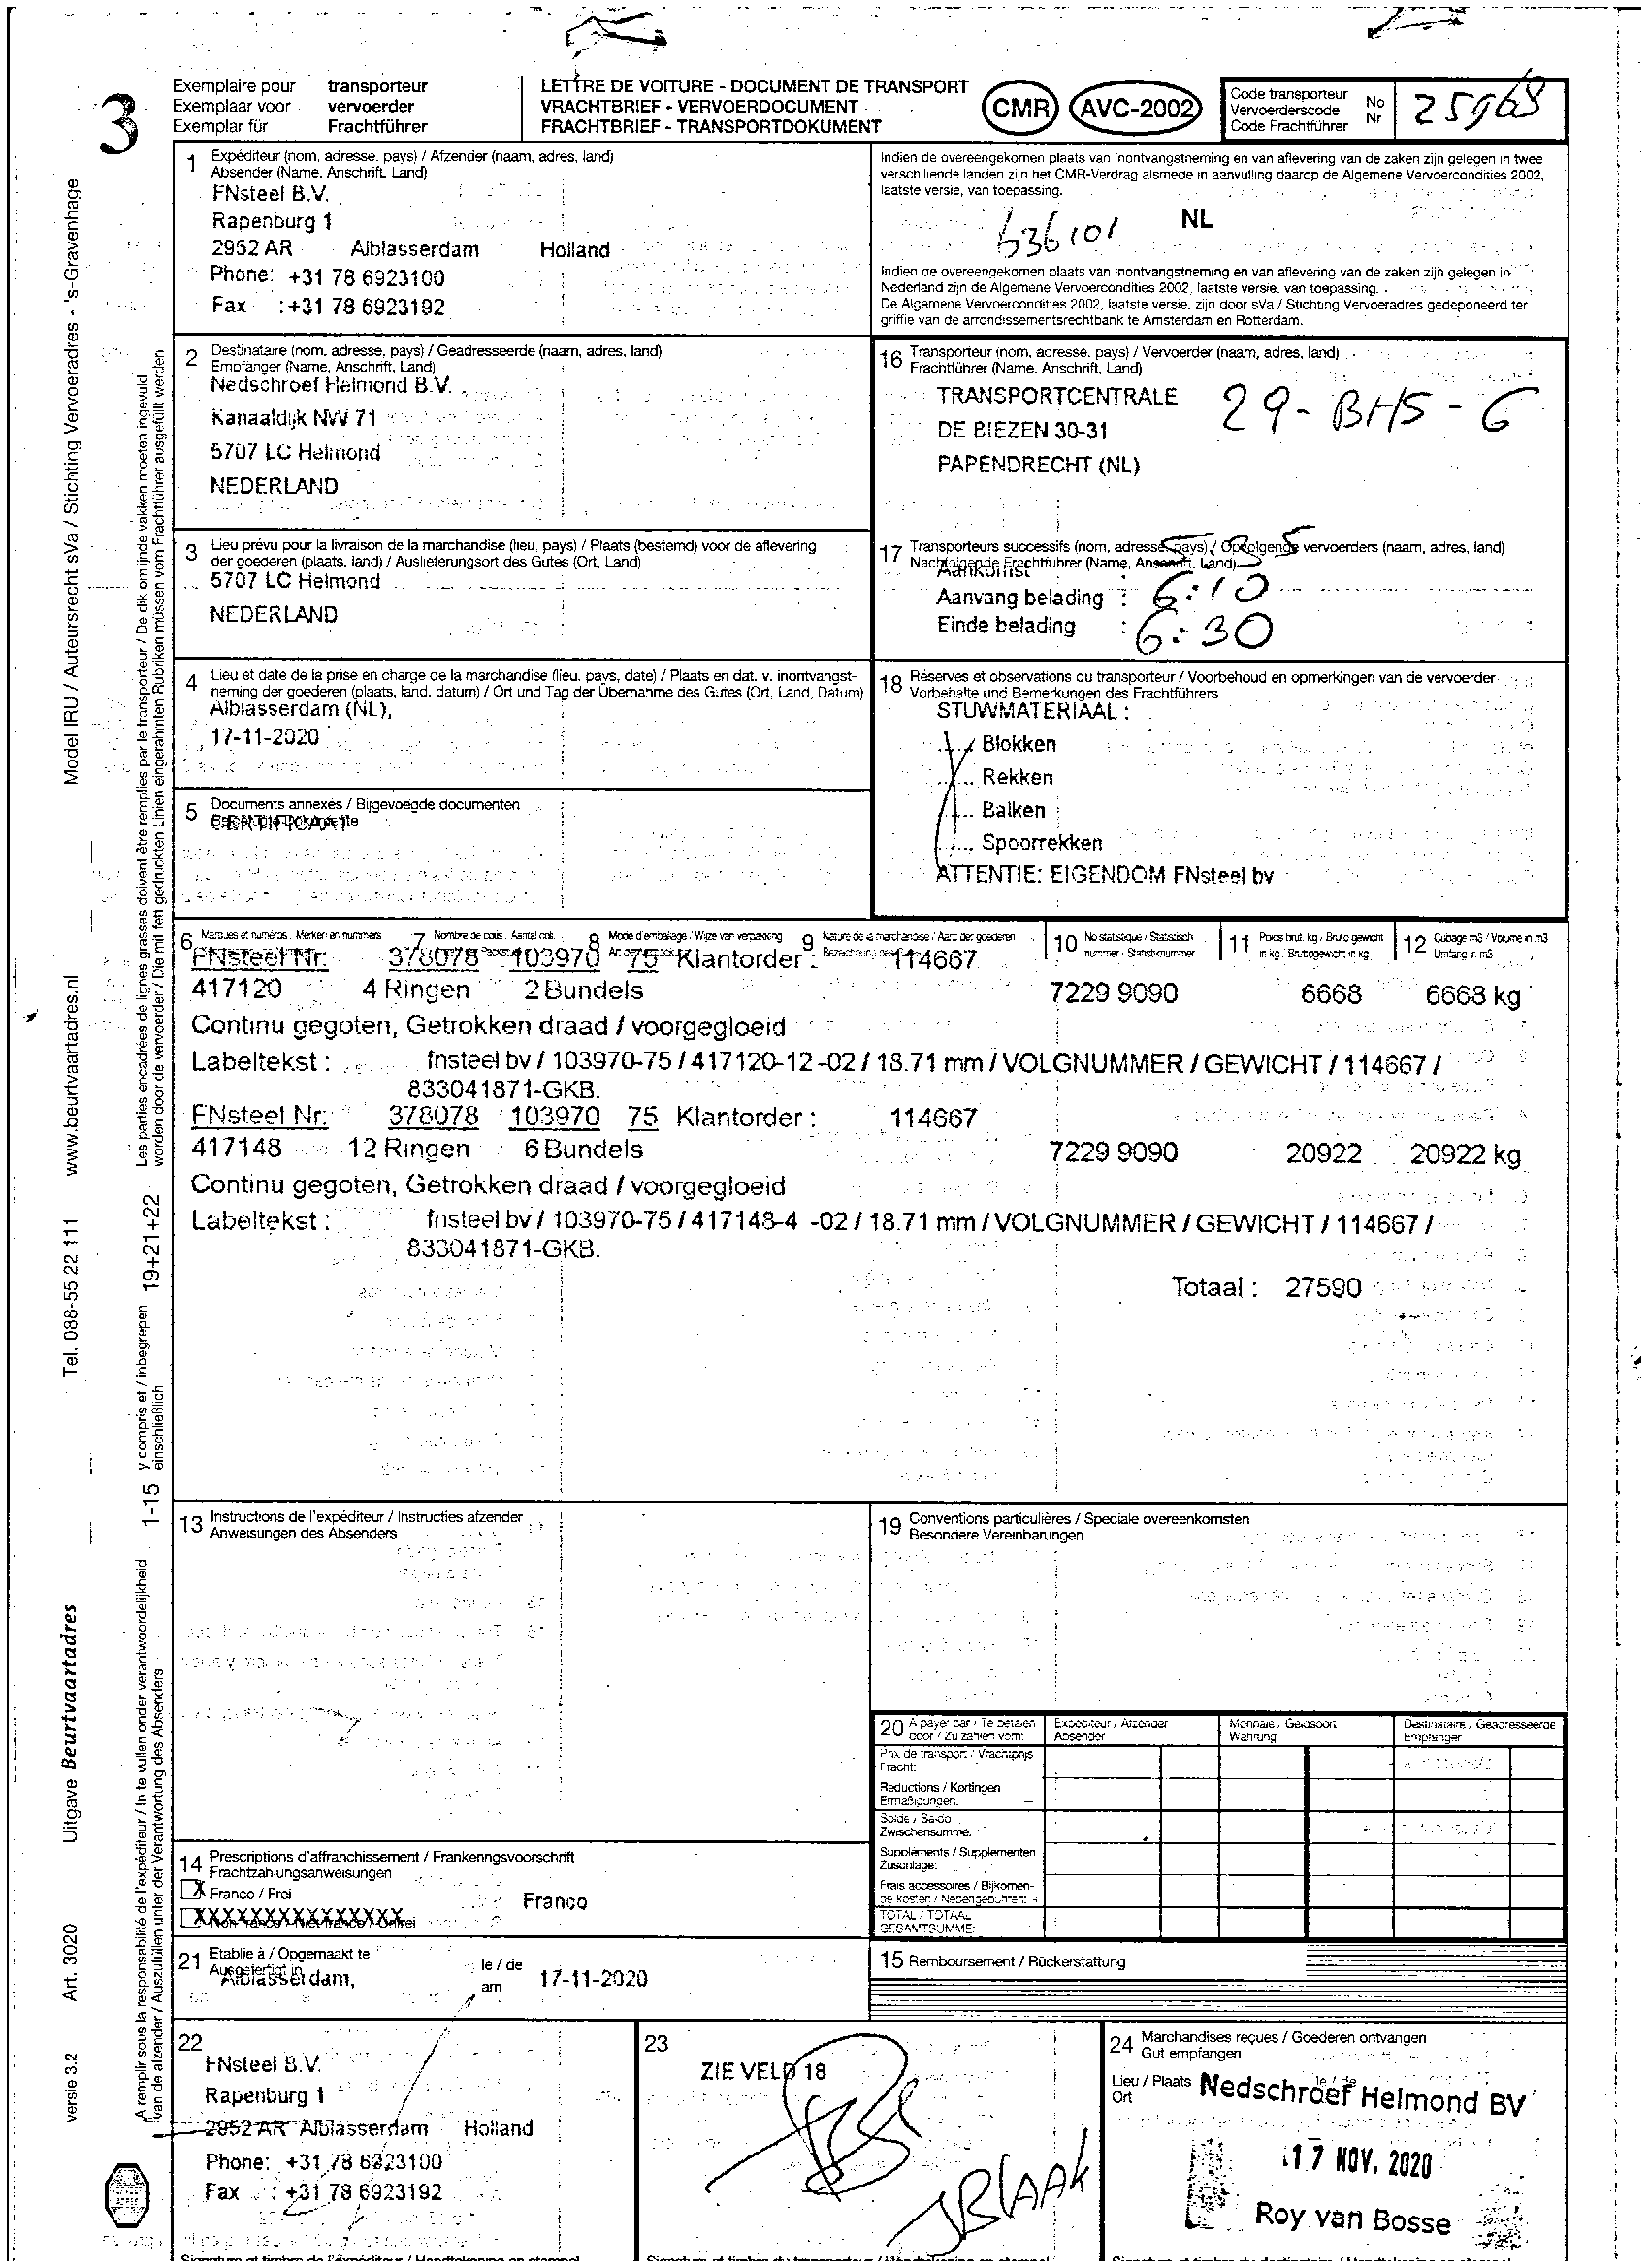 3
Exemplaire pour transporteur
Exemplaar voor vervoerder
Exemplar für Frachtführer
LETTRE DE VOITURE - DOCUMENT DE TRANSPORT
VRACHTBRIEF - VERVOERDOCUMENT
FRACHTBRIEF - TRANSPORTDOKUMENT
CMR AVC-2002
Code transporteur
Vervoerderscode
Code Frachtführer
No
Nr
25968
1 Expéditeur (nom, adresse, pays) / Afzender (naam, adres, land)
Absender (Name, Anschrift, Land)
FNsteel B.V.
Rapenburg 1
2952 AR Alblasserdam Holland
Phone: +31 78 6923100
Fax : +31 78 6923192
Indien de overeengekomen plaats van inontvangstneming en van aflevering van de zaken zijn gelegen in twee
verschillende landen zijn het CMR-Verdrag alsmede in aanvulling daarop de Algemene Vervoercondities 2002,
laatste versie, van toepassing.
636101 NL
Indien de overeengekomen plaats van inontvangstneming en van aflevering van de zaken zijn gelegen in
Nederland zijn de Algemene Vervoercondities 2002, laatste versie, van toepassing.
De Algemene Vervoercondities 2002, laatste versie, zijn door sVa / Stichting Vervoeradres gedeponeerd ter
griffie van de arrondissementsrechtbank te Amsterdam en Rotterdam.
2 Destinataire (nom, adresse, pays) / Geadresseerde (naam, adres, land)
Empfänger (Name, Anschrift, Land)
Nedschroef Helmond B.V.
Kanaaldijk NW 71
5707 LC Helmond
NEDERLAND
16 Transporteur (nom, adresse, pays) / Vervoerder (naam, adres, land)
Frachtführer (Name, Anschrift, Land)
TRANSPORTCENTRALE
DE BIEZEN 30-31
PAPENDRECHT (NL)
29-BHS-6
3 Lieu prévu pour la livraison de la marchandise (lieu, pays) / Plaats (bestemd) voor de aflevering
der goederen (plaats, land) / Auslieferungsort des Gutes (Ort, Land)
5707 LC Helmond
NEDERLAND
17 Transporteurs successifs (nom, adresse, pays) / Opvolgende vervoerders (naam, adres, land)
Nachfolgende Frachtführer (Name, Anschrift, Land)
Aankomst
Aanvang belading : 6:10
Einde belading : 6:30
4 Lieu et date de la prise en charge de la marchandise (lieu, pays, date) / Plaats en dat. v. inontvangst-
neming der goederen (plaats, land, datum) / Ort und Tag der Übernahme des Gutes (Ort, Land, Datum)
Alblasserdam (NL),
17-11-2020
18 Réserves et observations du transporteur / Voorbehoud en opmerkingen van de vervoerder
Vorbehalte und Bemerkungen des Frachtführers
STUWMATERIAAL :
Blokken
Rekken
Balken
Spoorrekken
ATTENTIE: EIGENDOM FNsteel bv
5 Documents annexés / Bijgevoegde documenten
CERTIFICAAT
6 Marques et numéros / Merken en nummers
7 Nombre de colis / Aantal coll.
8 Mode d'emballage / Wijze van verpakking
9 Nature de la marchandise / Aard der goederen
10 No statistique / Statistisch
nummer - Statistiknummer
11 Poids brut, kg / Bruto gewicht
in kg / Bruttogewicht in kg.
12 Cubage m3 / Volume in m3
Umfang in m3
FNsteel Nr: 378078 103970 75 Klantorder : 114667
417120 4 Ringen 2 Bundels 7229 9090 6668 6668 kg
Continu gegoten, Getrokken draad / voorgegloeid
Labeltekst : fnsteel bv / 103970-75 / 417120-12 -02 / 18.71 mm / VOLGNUMMER / GEWICHT / 114667 /
833041871-GKB.
FNsteel Nr: 378078 103970 75 Klantorder : 114667
417148 12 Ringen 6 Bundels 7229 9090 20922 20922 kg
Continu gegoten, Getrokken draad / voorgegloeid
Labeltekst : fnsteel bv / 103970-75 / 417148-4 -02 / 18.71 mm / VOLGNUMMER / GEWICHT / 114667 /
833041871-GKB.
Totaal : 27590
13 Instructions de l'expéditeur / Instructies afzender
Anweisungen des Absenders
19 Conventions particulières / Speciale overeenkomsten
Besondere Vereinbarungen
20 A payer par / Te betalen
door / Zu zahlen vom:
Expéditeur / Afzender
Absender
Monnaie / Geldsoort
Währung
Destinataire / Geadresseerde
Empfänger
Prix de transport / Vrachtprijs
Fracht:
Reductions / Kortingen
Ermäßigungen.
Solde / Saldo
Zwischensumme:
Suppléments / Supplementen
Zuschläge:
Frais accessoires / Bijkomen-
de kosten / Nebengebühren: +
TOTAL / TOTAAL
GESAMTSUMME:
14 Prescriptions d'affranchissement / Frankeringsvoorschrift
Frachtzahlungsanweisungen
X Franco / Frei
Franco
XXXXXXXXXXXXXXX
21 Etablie à / Opgemaakt te
Ausgefertigt in
Alblasserdam,
le / de
am
17-11-2020
15 Remboursement / Rückerstattung
22
FNsteel B.V.
Rapenburg 1
2952 AR Alblasserdam Holland
Phone: +31 78 6923100
Fax : +31 78 6923192
23
ZIE VELD 18
J BLAAK
24 Marchandises reçues / Goederen ontvangen
Gut empfangen
Lieu / Plaats
Ort
Nedschroef Helmond BV
17 NOV. 2020
Roy van Bosse
Model IRU / Auteursrecht sVa / Stichting Vervoeradres - 's-Gravenhage
www.beurtvaartadres.nl
Tel. 088-55 22 111
Uitgave Beurtvaartadres
Art. 3020
versie 3.2
Les parties encadrées de lignes grasses doivent être remplies par le transporteur / De dik omlijnde vakken moeten ingevuld
worden door de vervoerder / Die mit fett gedruckten Linien eingerahmten Rubriken müssen vom Frachtführer ausgefüllt werden
19+21+22
y compris et / inbegrepen
einschließlich
1-15
A remplir sous la responsabilité de l'expéditeur / In te vullen onder verantwoordelijkheid
van de afzender / Auszufüllen unter der Verantwortung des Absenders